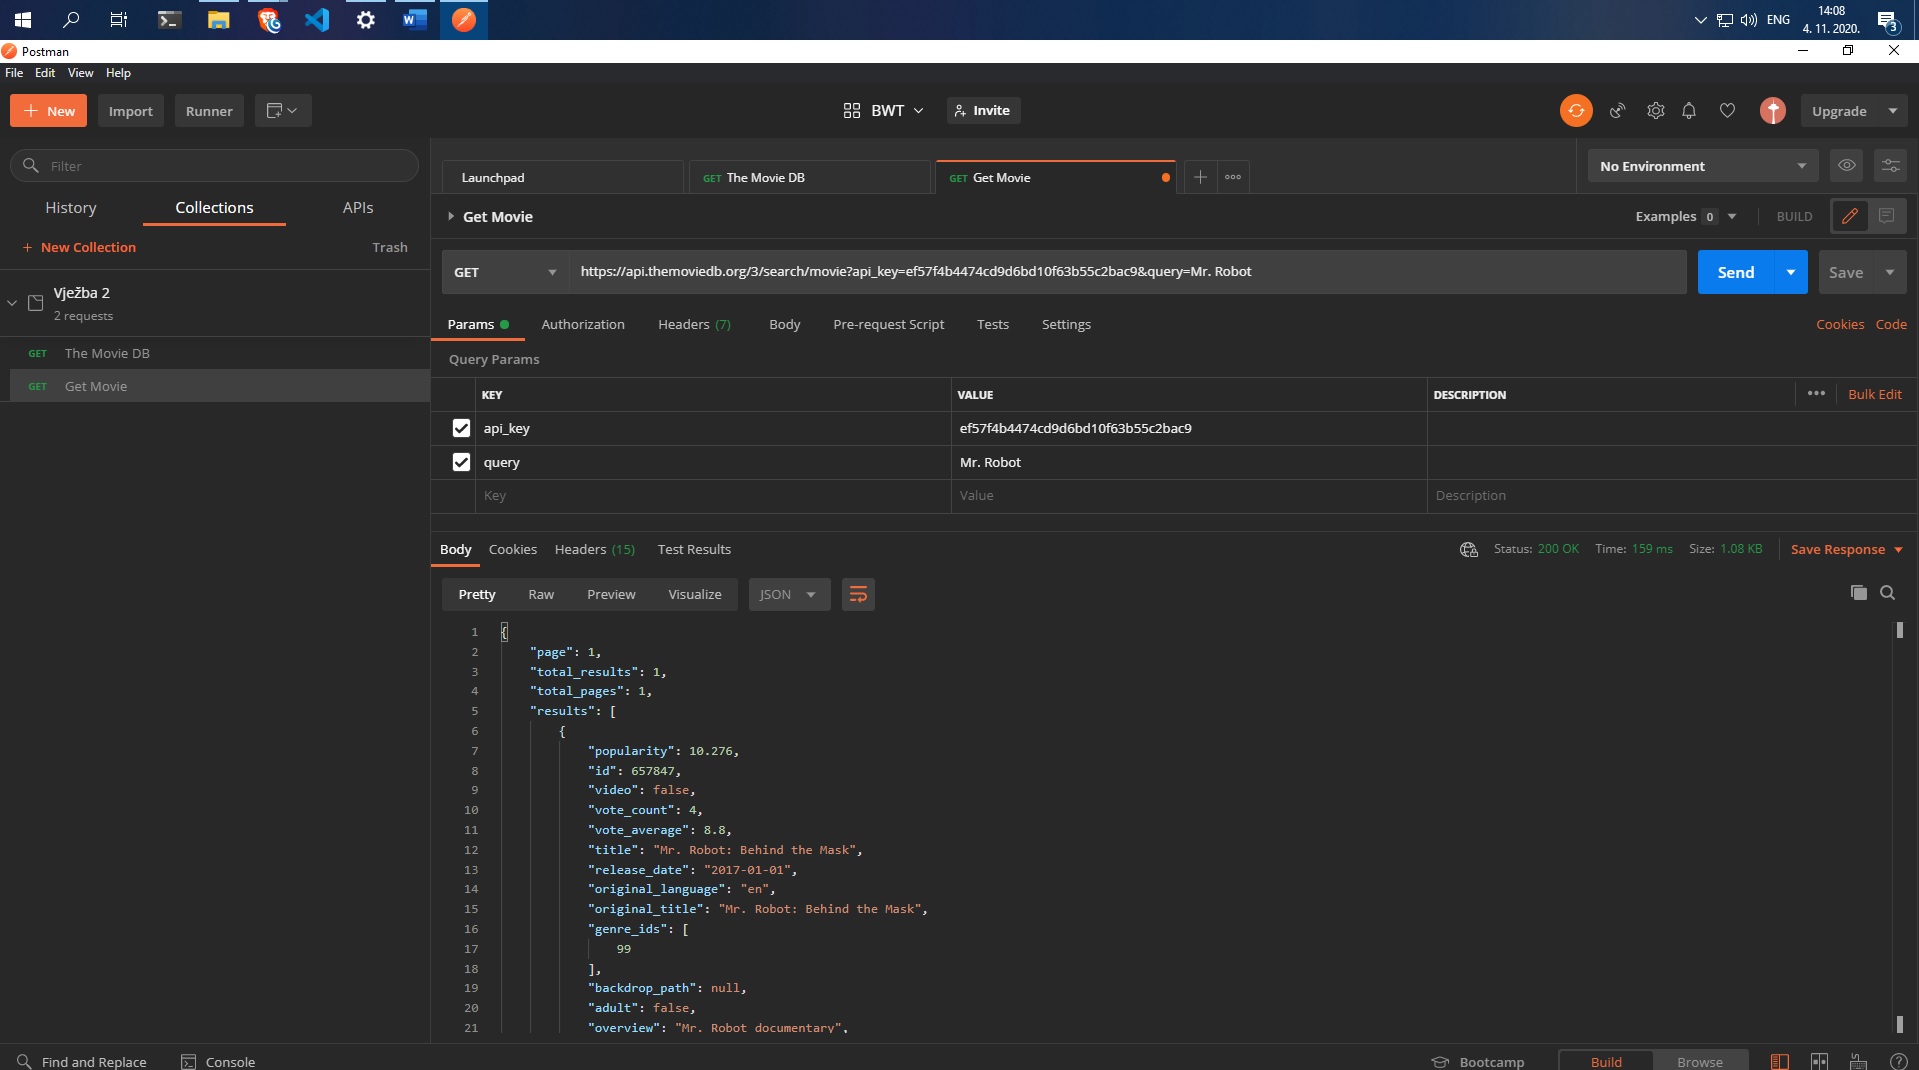 ENG
14:08
4. 11. 2020.
3
Postman
File Edit View Help
+ New Import Runner
BWT Invite
Upgrade
Filter
History Collections APIs
+ New Collection Trash
Vježba 2
2 requests
GET The Movie DB
GET Get Movie
Launchpad GET The Movie DB GET Get Movie
No Environment
Get Movie
Examples 0 BUILD
GET https://api.themoviedb.org/3/search/movie?api_key=ef57f4b4474cd9d6bd10f63b55c2bac9&query=Mr. Robot Send Save
Params Authorization Headers (7) Body Pre-request Script Tests Settings Cookies Code
Query Params
KEY VALUE DESCRIPTION ••• Bulk Edit
api_key ef57f4b4474cd9d6bd10f63b55c2bac9
query Mr. Robot
Key Value Description
Body Cookies Headers (15) Test Results Status: 200 OK Time: 159 ms Size: 1.08 KB Save Response
Pretty Raw Preview Visualize JSON
1 {
2 "page": 1,
3 "total_results": 1,
4 "total_pages": 1,
5 "results": [
6 {
7 "popularity": 10.276,
8 "id": 657847,
9 "video": false,
10 "vote_count": 4,
11 "vote_average": 8.8,
12 "title": "Mr. Robot: Behind the Mask",
13 "release_date": "2017-01-01",
14 "original_language": "en",
15 "original_title": "Mr. Robot: Behind the Mask",
16 "genre_ids": [
17 99
18 ],
19 "backdrop_path": null,
20 "adult": false,
21 "overview": "Mr. Robot documentary",
Find and Replace Console Bootcamp Build Browse